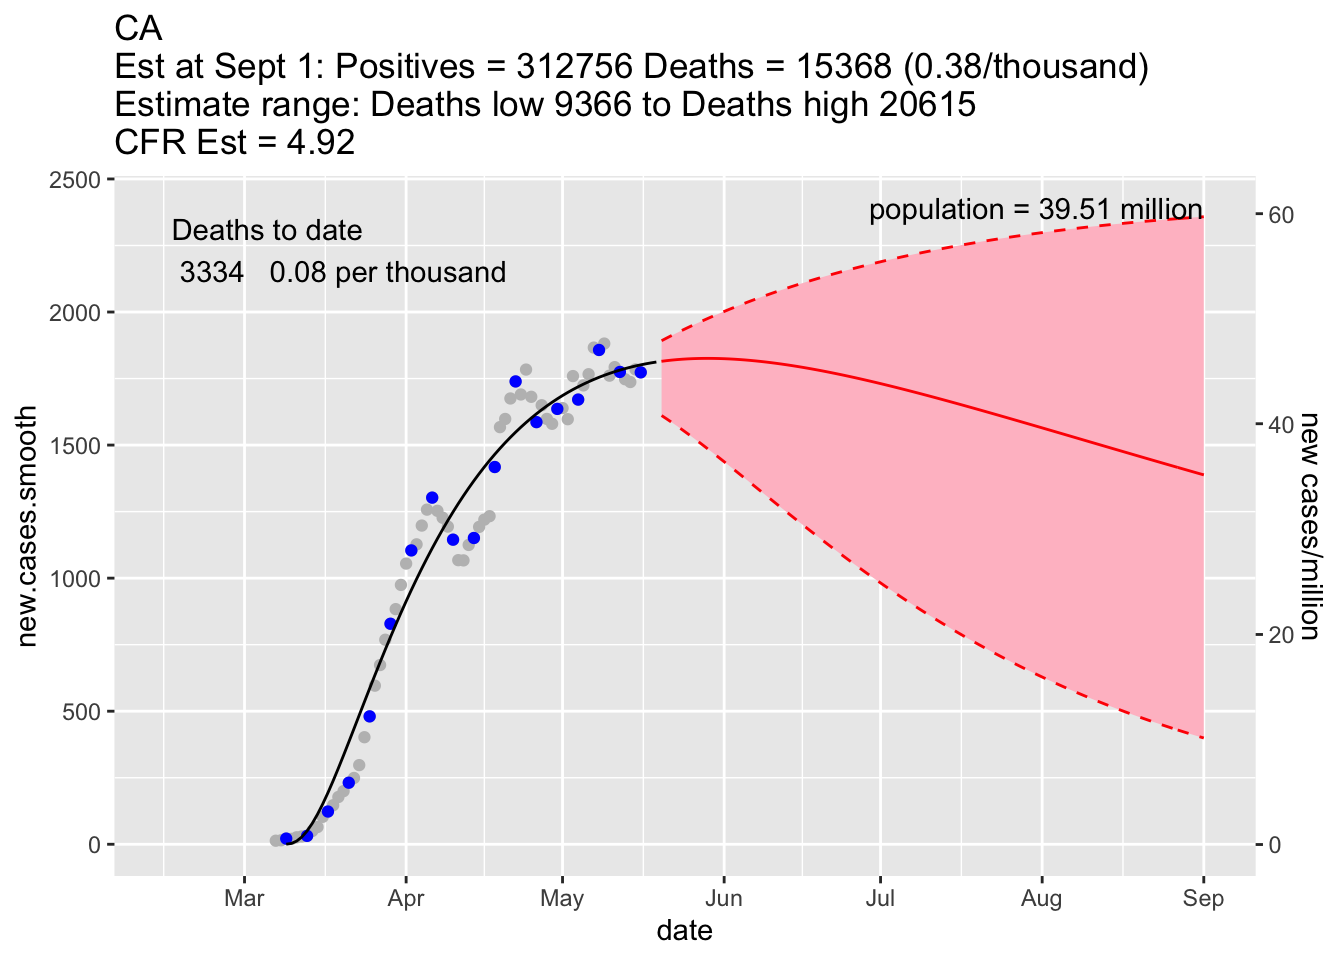 CA
Est at Sept 1: Positives = 312756 Deaths = 15368 (0.38/thousand)
Estimate range: Deaths low 9366 to Deaths high 20615
CFR Est = 4.92
population = 39.51 million
Deaths to date
3334 0.08 per thousand
2500
2000
1500
1000
500
0
new.cases.smooth
60
40
20
0
new cases/million
Mar Apr May Jun Jul Aug Sep
date